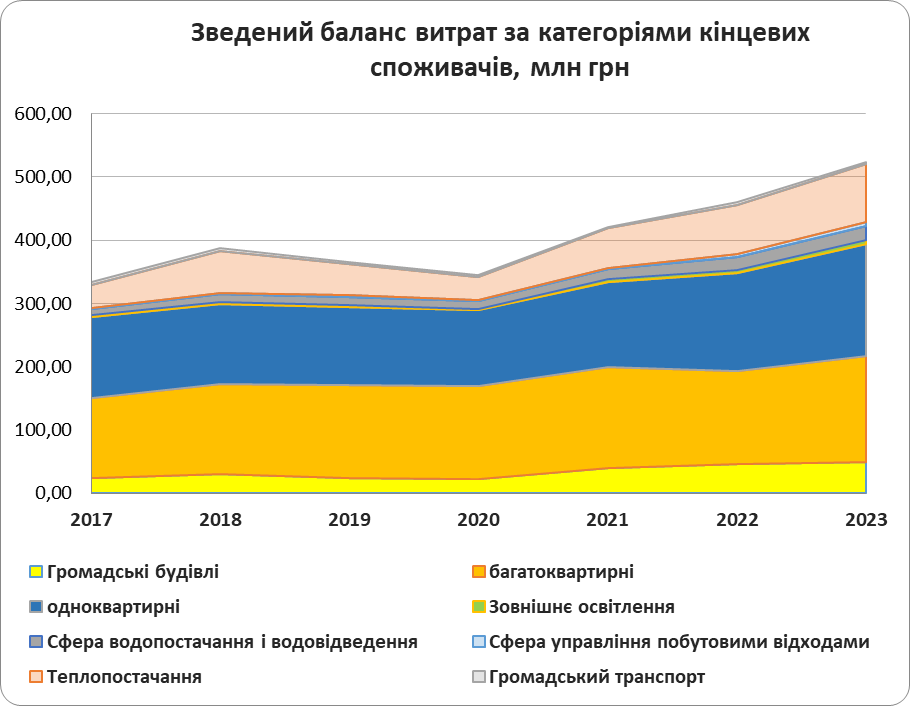 Зведений баланс витрат за категоріями кінцевих
споживачів, млн грн
600,00
500,00
400,00
300,00
200,00
100,00
0,00
2017 2018 2019 2020 2021 2022 2023
Громадські будівлі багатоквартирні
одноквартирні Зовнішнє освітлення
Сфера водопостачання і водовідведення Сфера управління побутовими відходами
Теплопостачання Громадський транспорт